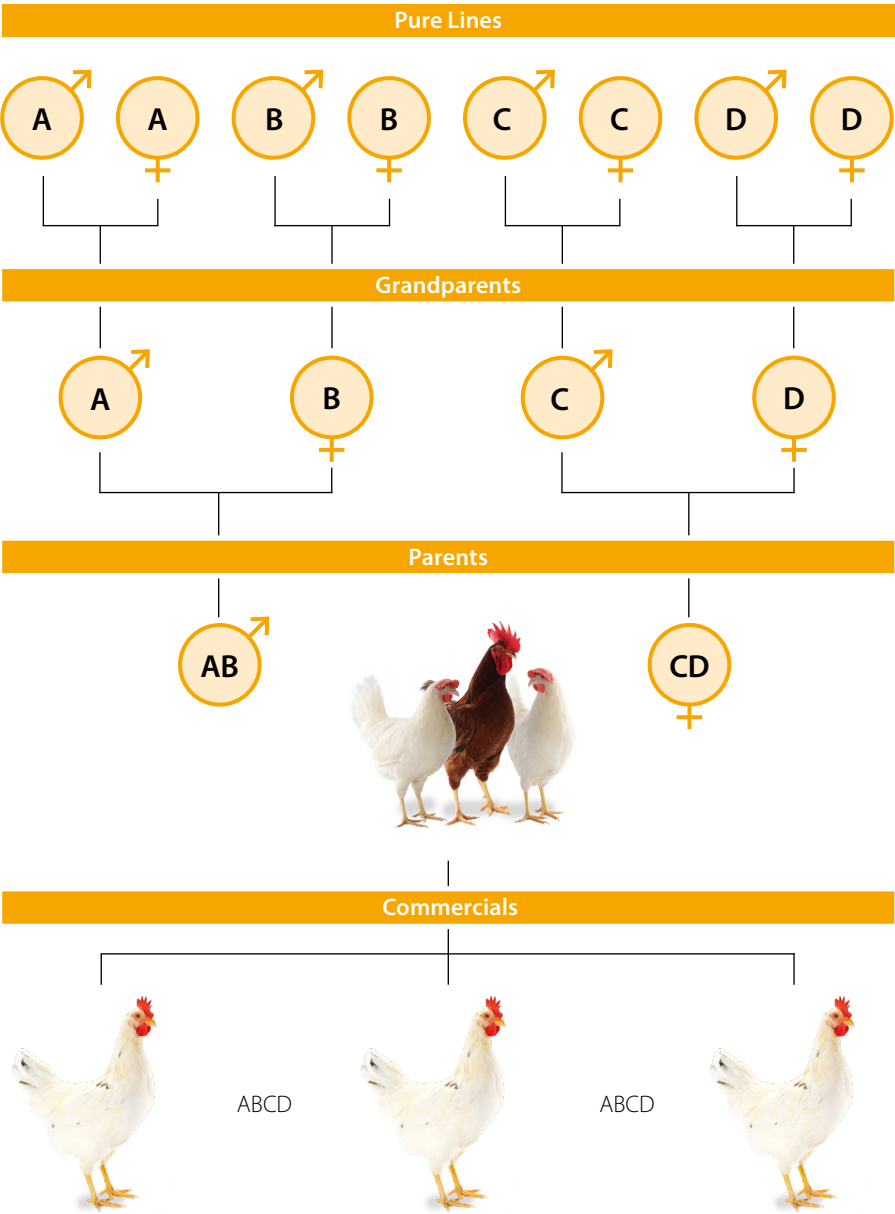 Pure Lines
A A B B C C D D
Grandparents
A B C D
Parents
AB CD
Commercials
ABCD ABCD